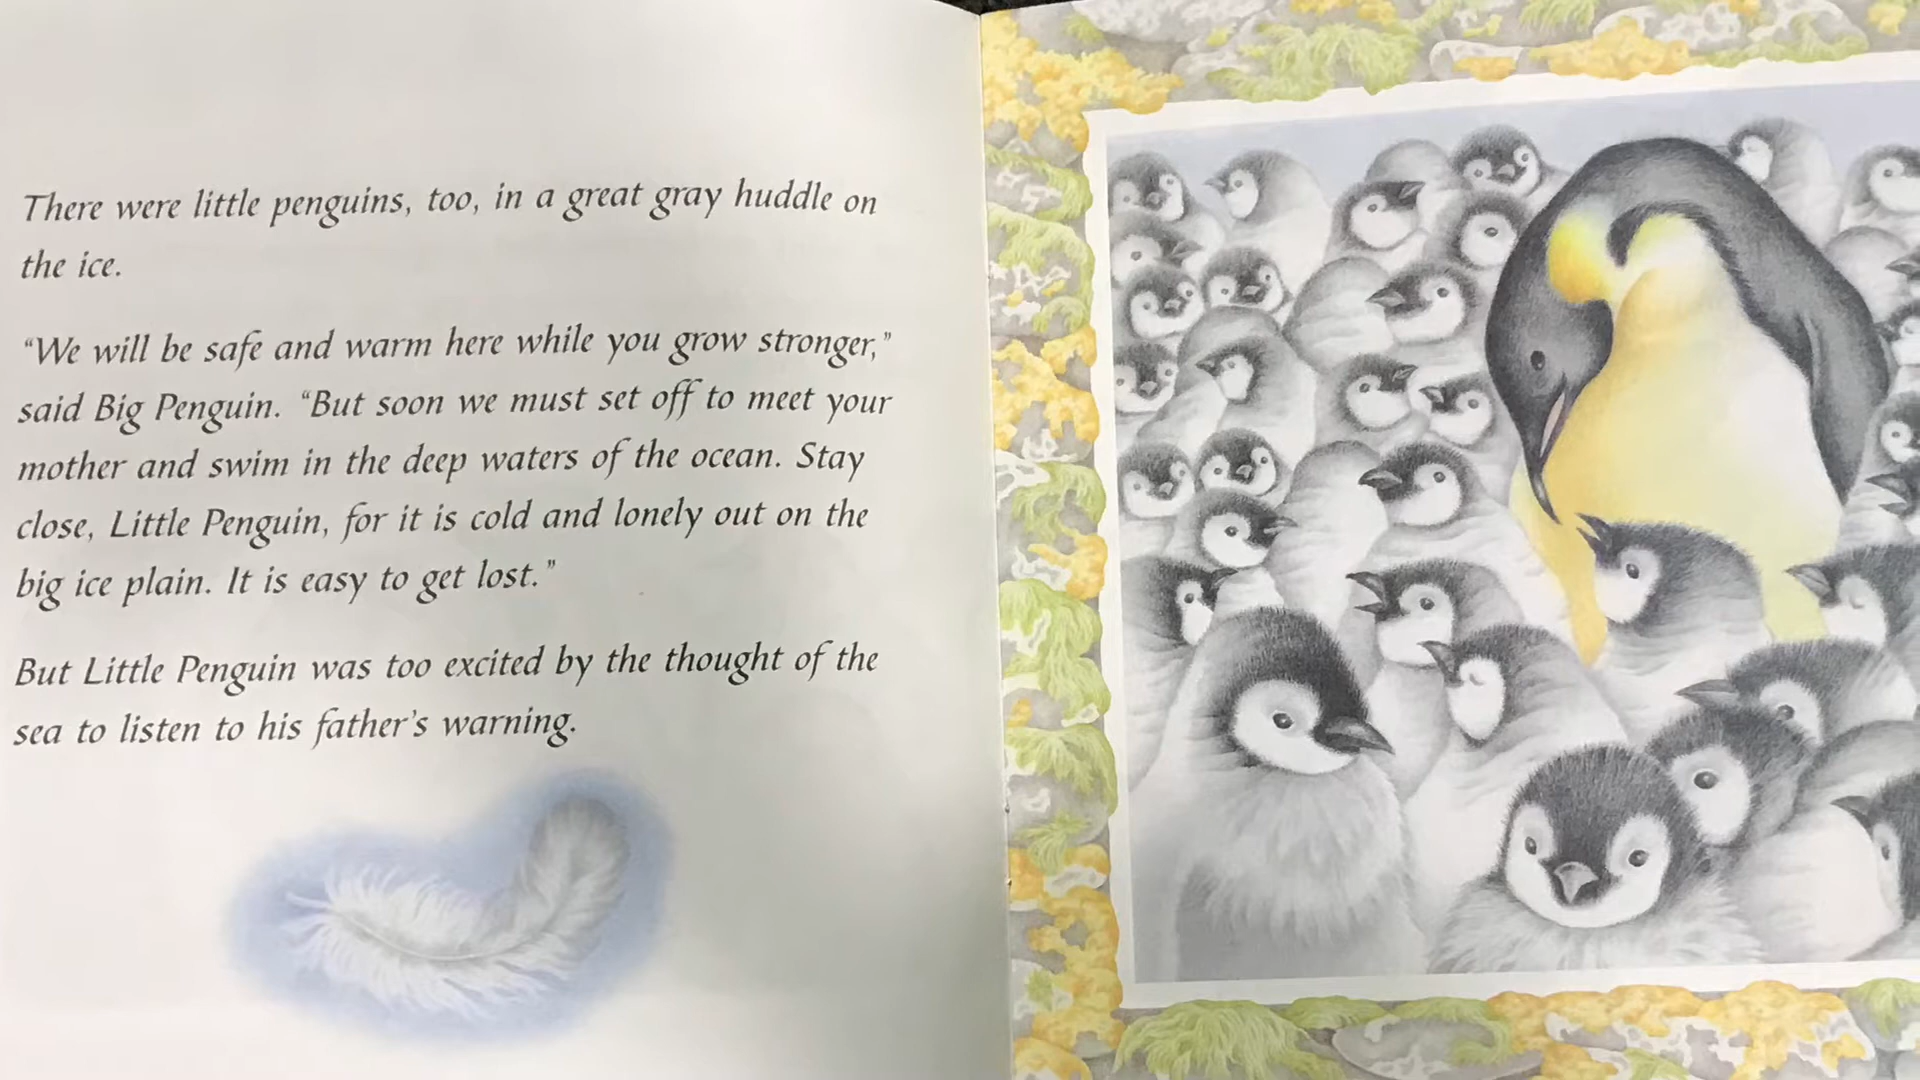 There were little penguins, too, in a great gray huddle on
the ice.
“We will be safe and warm here while you grow stronger,”
said Big Penguin. “But soon we must set off to meet your
mother and swim in the deep waters of the ocean. Stay
close, Little Penguin, for it is cold and lonely out on the
big ice plain. It is easy to get lost.”
But Little Penguin was too excited by the thought of the
sea to listen to his father’s warning.